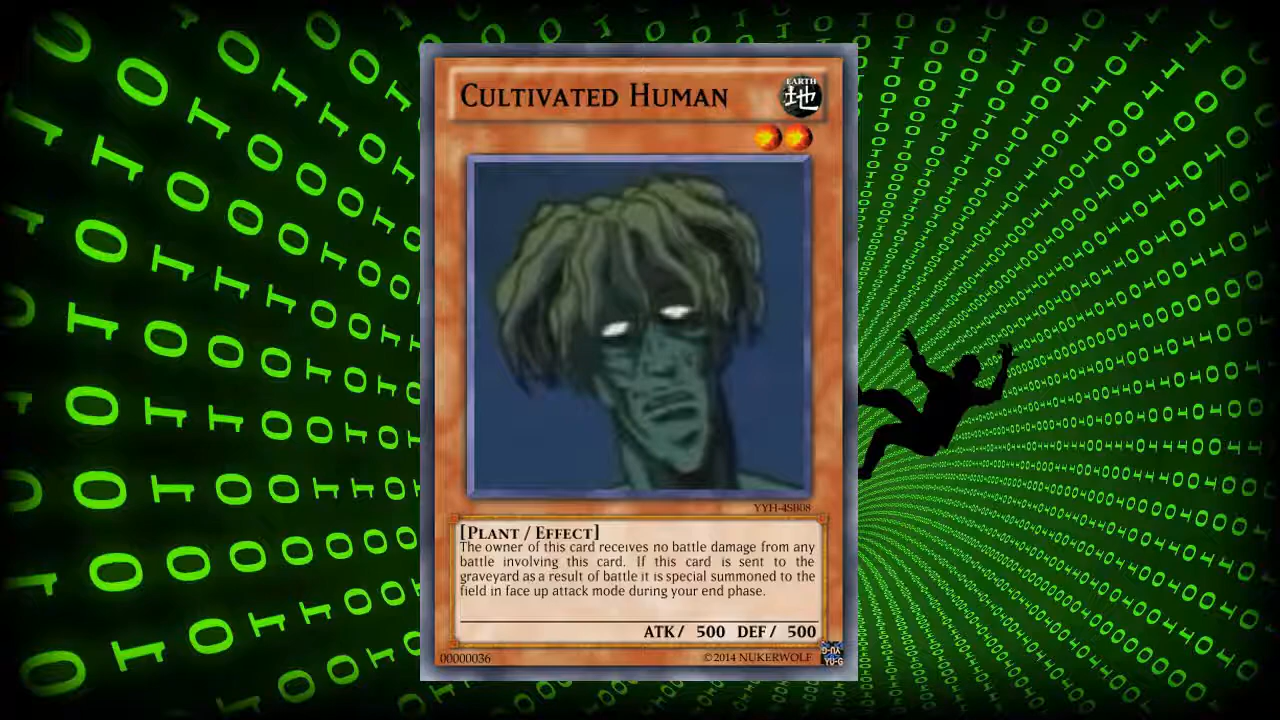 CULTIVATED HUMAN
EARTH
地
YYH-4SB08
[PLANT / EFFECT]
The owner of this card receives no battle damage from any
battle involving this card. If this card is sent to the
graveyard as a result of battle it is special summoned to the
field in face up attack mode during your end phase.
ATK / 500 DEF / 500
00000036
©2014 NUKERWOLF